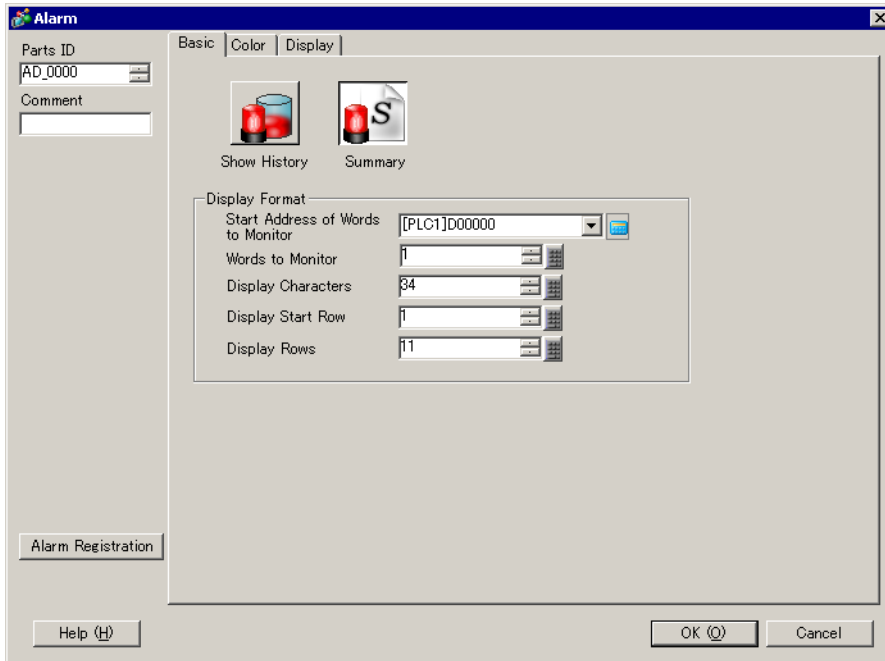 Alarm
Parts ID
AD_0000
Comment
Basic
Color
Display
S
Show History
Summary
Display Format
Start Address of Words
to Monitor
[PLC1]D00000
Words to Monitor
1
Display Characters
34
Display Start Row
1
Display Rows
11
Alarm Registration
Help (H)
OK (O)
Cancel